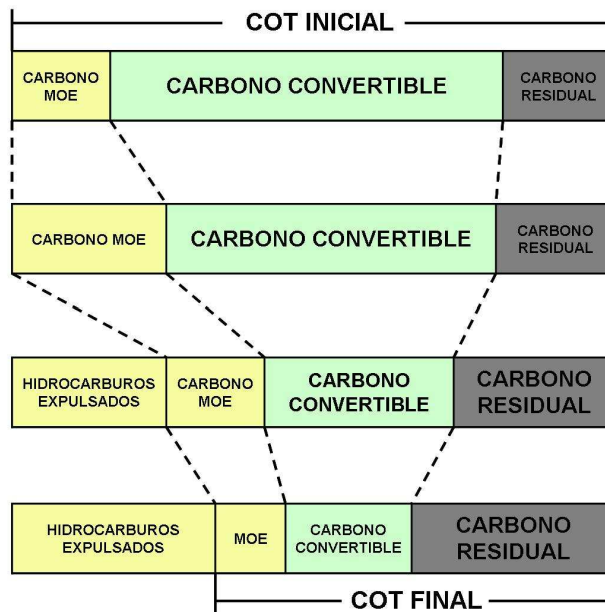 COT INICIAL
CARBONO
MOE
CARBONO CONVERTIBLE
CARBONO
RESIDUAL
CARBONO MOE
CARBONO CONVERTIBLE
CARBONO
RESIDUAL
HIDROCARBUROS
EXPULSADOS
CARBONO
MOE
CARBONO
CONVERTIBLE
CARBONO
RESIDUAL
HIDROCARBUROS
EXPULSADOS
MOE
CARBONO
CONVERTIBLE
CARBONO
RESIDUAL
COT FINAL